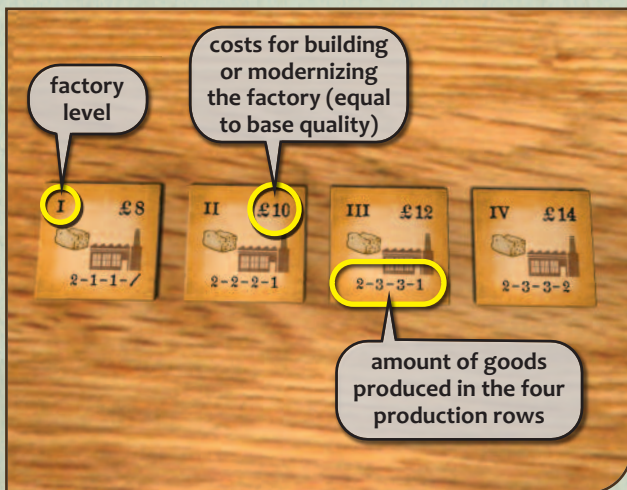 costs for building
or modernizing
the factory (equal
to base quality)
factory
level
I £8
2-1-1-/
II £10
2-2-2-1
III £12
2-3-3-1
IV £14
2-3-3-2
amount of goods
produced in the four
production rows